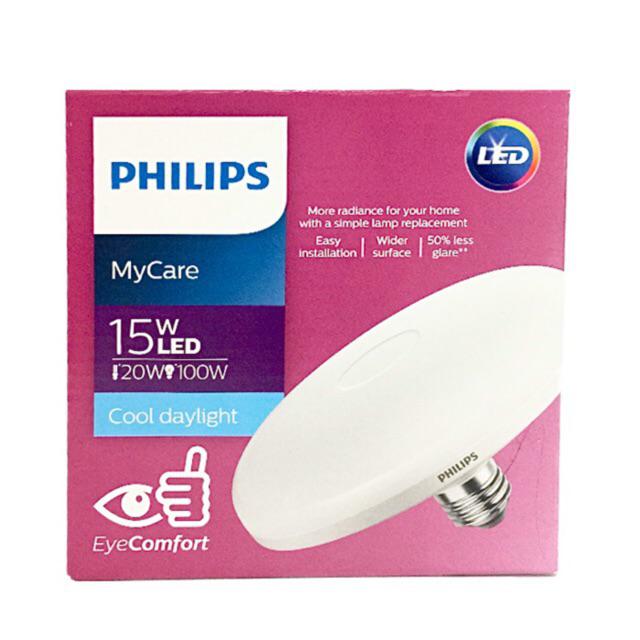 PHILIPS
LED
More radiance for your home
with a simple lamp replacement
Easy installation | Wider surface | 50% less glare**
MyCare
15W LED
20W 100W
Cool daylight
PHILIPS
EyeComfort